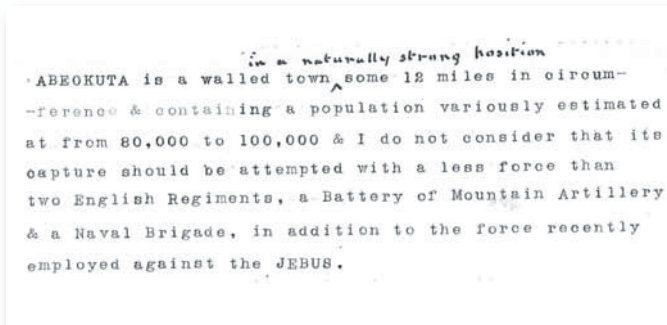 in a naturally strong position
ABEOKUTA is a walled town some 12 miles in circum-
-ference & containing a population variously estimated
at from 80,000 to 100,000 & I do not consider that its
capture should be attempted with a less force than
two English Regiments, a Battery of Mountain Artillery
& a Naval Brigade, in addition to the force recently
employed against the JEBUS.